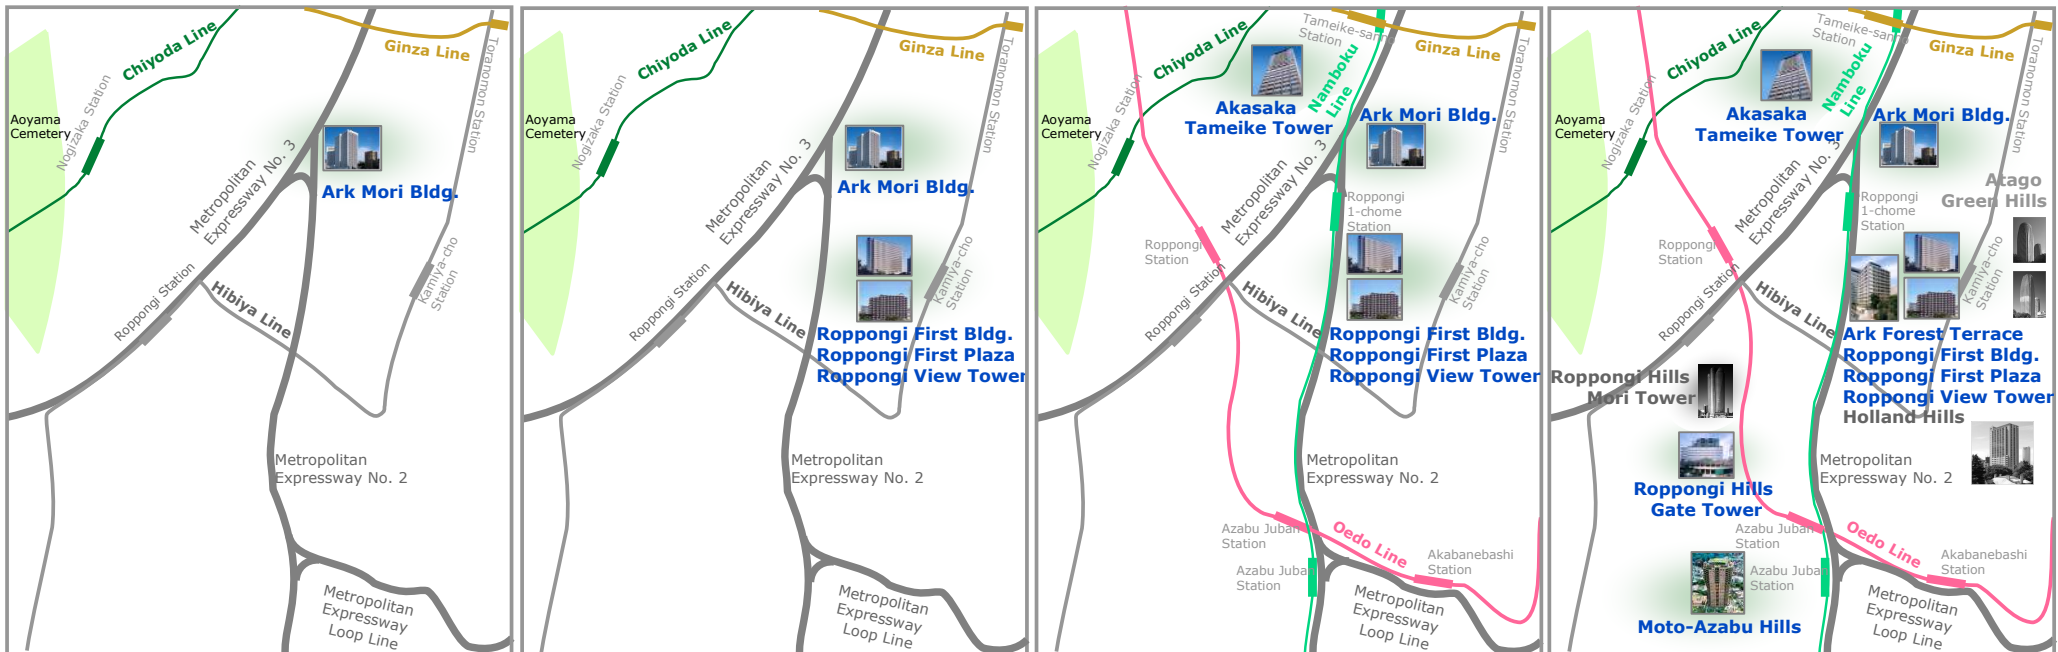 Chiyoda Line
Ginza Line
Toranomon Station
Nogizaka Station
Aoyama
Cemetery
Metropolitan
Expressway No. 3
Ark Mori Bldg.
Kamiya-cho
Station
Roppongi Station
Hibiya Line
Metropolitan
Expressway No. 2
Metropolitan
Expressway
Loop Line
Chiyoda Line
Ginza Line
Toranomon Station
Nogizaka Station
Aoyama
Cemetery
Metropolitan
Expressway No. 3
Ark Mori Bldg.
Kamiya-cho
Station
Roppongi Station
Hibiya Line
Roppongi First Bldg.
Roppongi First Plaza
Roppongi View Tower
Metropolitan
Expressway No. 2
Metropolitan
Expressway
Loop Line
Tameike-sanno
Station
Chiyoda Line
Ginza Line
Namboku
Line
Toranomon Station
Nogizaka Station
Akasaka
Tameike Tower
Ark Mori Bldg.
Aoyama
Cemetery
Metropolitan
Expressway No. 3
Roppongi
1-chome
Station
Roppongi
Station
Kamiya-cho
Station
Roppongi Station
Hibiya Line
Roppongi First Bldg.
Roppongi First Plaza
Roppongi View Tower
Metropolitan
Expressway No. 2
Azabu Juban
Station
Oedo Line
Akabanebashi
Station
Azabu Juban
Station
Metropolitan
Expressway
Loop Line
Tameike-sanno
Station
Chiyoda Line
Ginza Line
Namboku
Line
Toranomon Station
Nogizaka Station
Akasaka
Tameike Tower
Ark Mori Bldg.
Aoyama
Cemetery
Metropolitan
Expressway No. 3
Atago
Green Hills
Roppongi
1-chome
Station
Roppongi
Station
Kamiya-cho
Station
Roppongi Station
Hibiya Line
Ark Forest Terrace
Roppongi First Bldg.
Roppongi First Plaza
Roppongi View Tower
Holland Hills
Roppongi Hills
Mori Tower
Metropolitan
Expressway No. 2
Roppongi Hills
Gate Tower
Azabu Juban
Station
Oedo Line
Akabanebashi
Station
Azabu Juban
Station
Moto-Azabu Hills
Metropolitan
Expressway
Loop Line